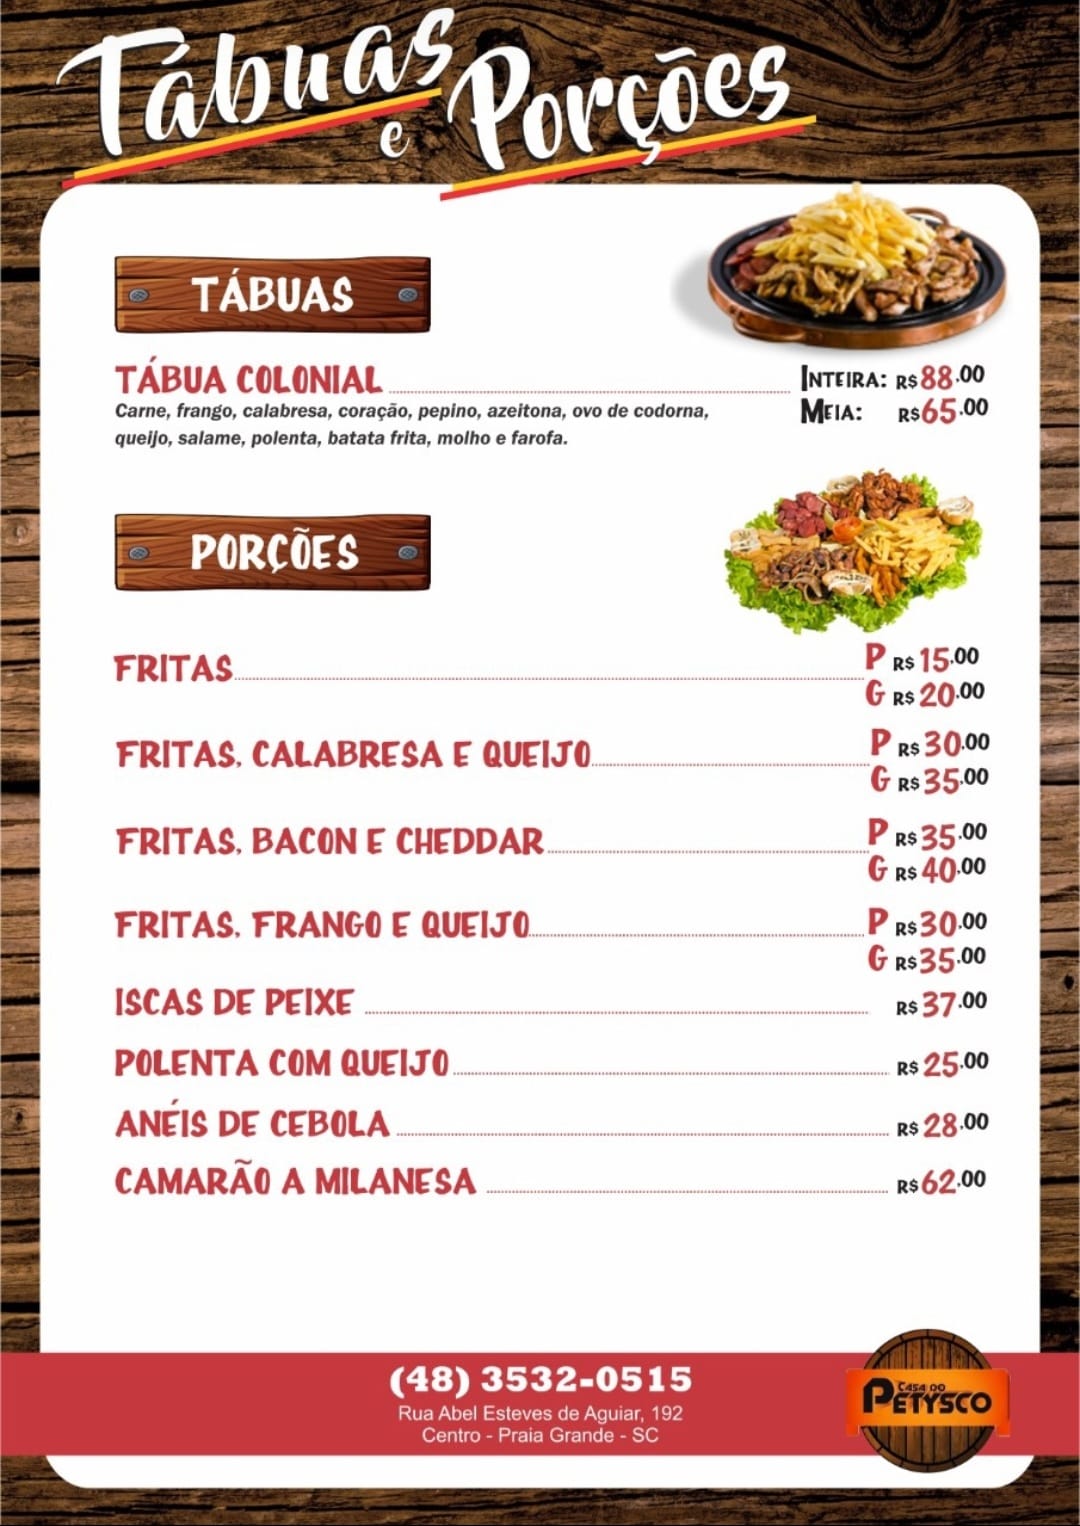 Tábuas
e Porções
TÁBUAS
TÁBUA COLONIAL INTEIRA: R$88.00
Carne, frango, calabresa, coração, pepino, azeitona, ovo de codorna, MEIA: R$65.00
queijo, salame, polenta, batata frita, molho e farofa.
PORÇÕES
FRITAS P R$ 15.00
G R$ 20.00
FRITAS, CALABRESA E QUEIJO P R$ 30.00
G R$ 35.00
FRITAS, BACON E CHEDDAR P R$ 35.00
G R$ 40.00
FRITAS, FRANGO E QUEIJO P R$ 30.00
G R$ 35.00
ISCAS DE PEIXE R$ 37.00
POLENTA COM QUEIJO R$ 25.00
ANÉIS DE CEBOLA R$ 28.00
CAMARÃO A MILANESA R$ 62.00
(48) 3532-0515
Rua Abel Esteves de Aguiar, 192
Centro - Praia Grande - SC
CASA DO
PETYSCO